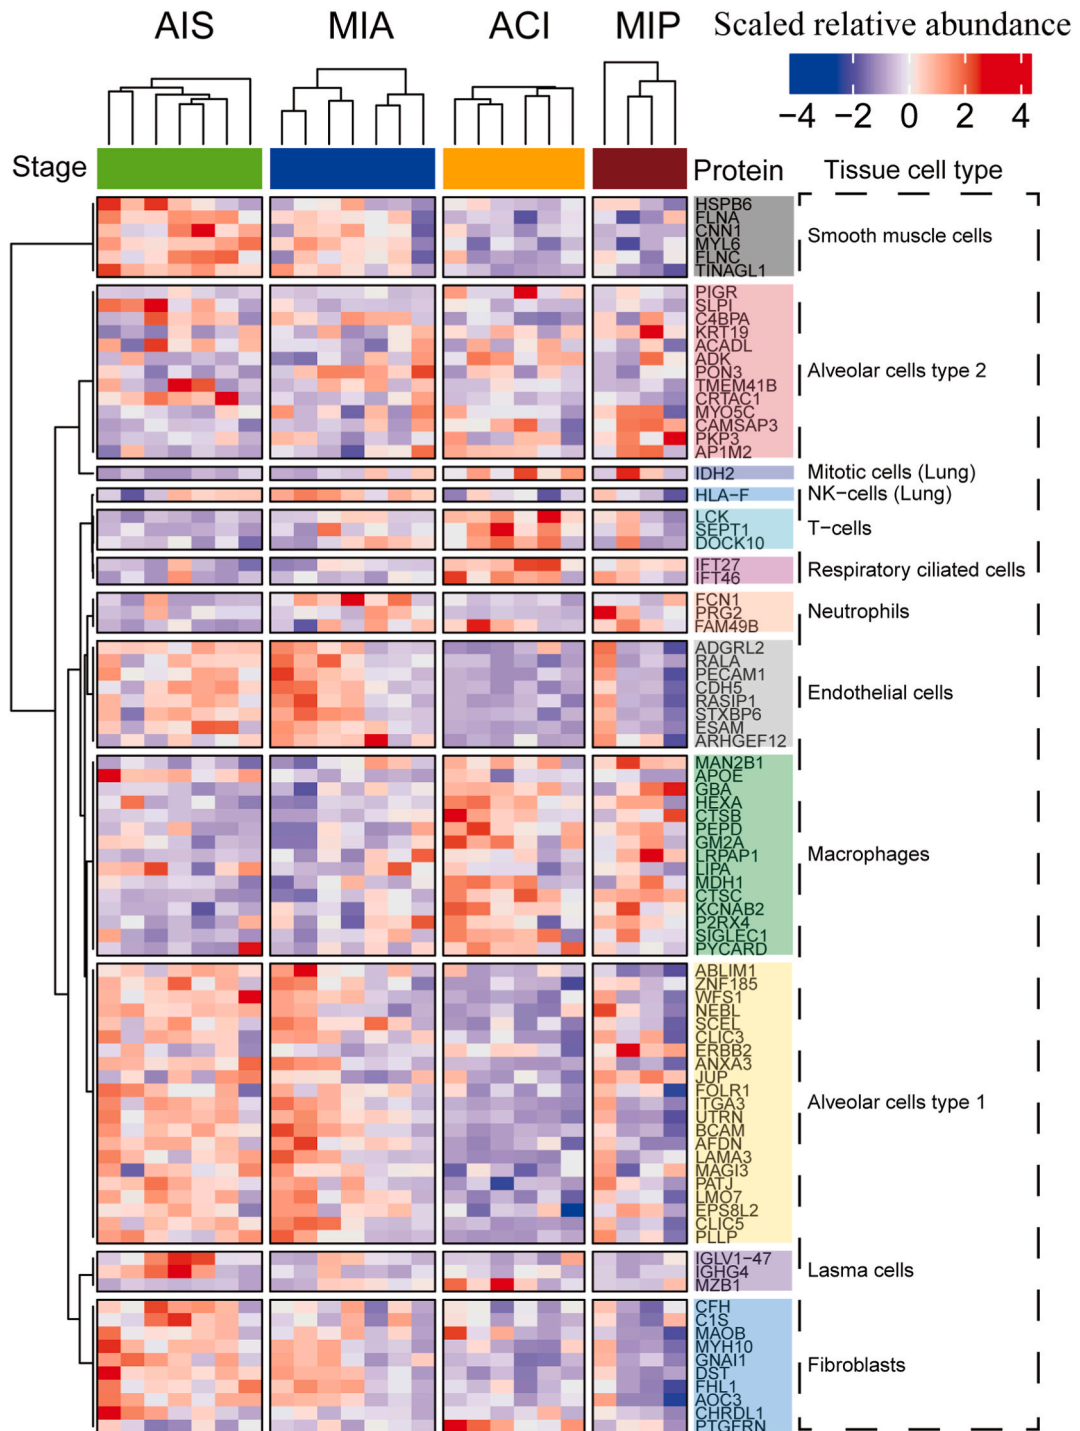 AIS MIA ACI MIP Scaled relative abundance
−4 −2 0 2 4
Stage Protein Tissue cell type
HSPB6
FLNA
CNN1
MYL6
FLNC
TINAGL1
Smooth muscle cells
PIGR
SLPI
C4BPA
KRT19
ACADL
ADK
PON3
TMEM41B
CRTAC1
MYO5C
CAMSAP3
PKP3
AP1M2
Alveolar cells type 2
IDH2
Mitotic cells (Lung)
HLA−F
NK−cells (Lung)
LCK
SEPT1
DOCK10
T−cells
IFT27
IFT46
Respiratory ciliated cells
FCN1
PRG2
FAM49B
Neutrophils
ADGRL2
RALA
PECAM1
CDH5
RASIP1
STXBP6
ESAM
ARHGEF12
Endothelial cells
MAN2B1
APOE
GBA
HEXA
CTSB
PEPD
GM2A
LRPAP1
LIPA
MDH1
CTSC
KCNAB2
P2RX4
SIGLEC1
PYCARD
Macrophages
ABLIM1
ZNF185
WFS1
NEBL
SCEL
CLIC3
ERBB2
ANXA3
JUP
FOLR1
ITGA3
UTRN
BCAM
AFDN
LAMA3
MAGI3
PATJ
LMO7
EPS8L2
CLIC5
PLLP
Alveolar cells type 1
IGLV1−47
IGHG4
MZB1
Lasma cells
CFH
C1S
MAOB
MYH10
GNAI1
DST
FHL1
AOC3
CHRDL1
PTGFRN
Fibroblasts